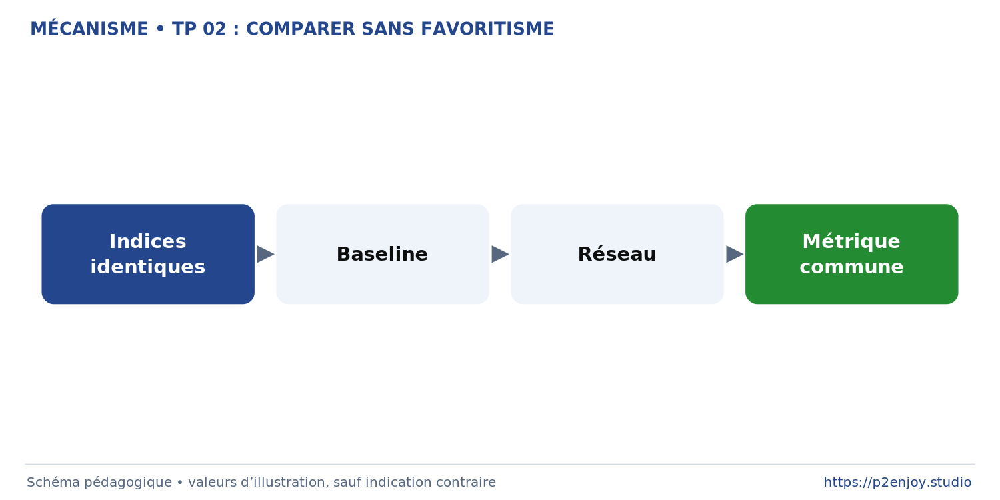 MÉCANISME • TP 02 : COMPARER SANS FAVORITISME
Indices
identiques
Baseline
Réseau
Métrique
commune
Schéma pédagogique • valeurs d’illustration, sauf indication contraire
https://p2enjoy.studio